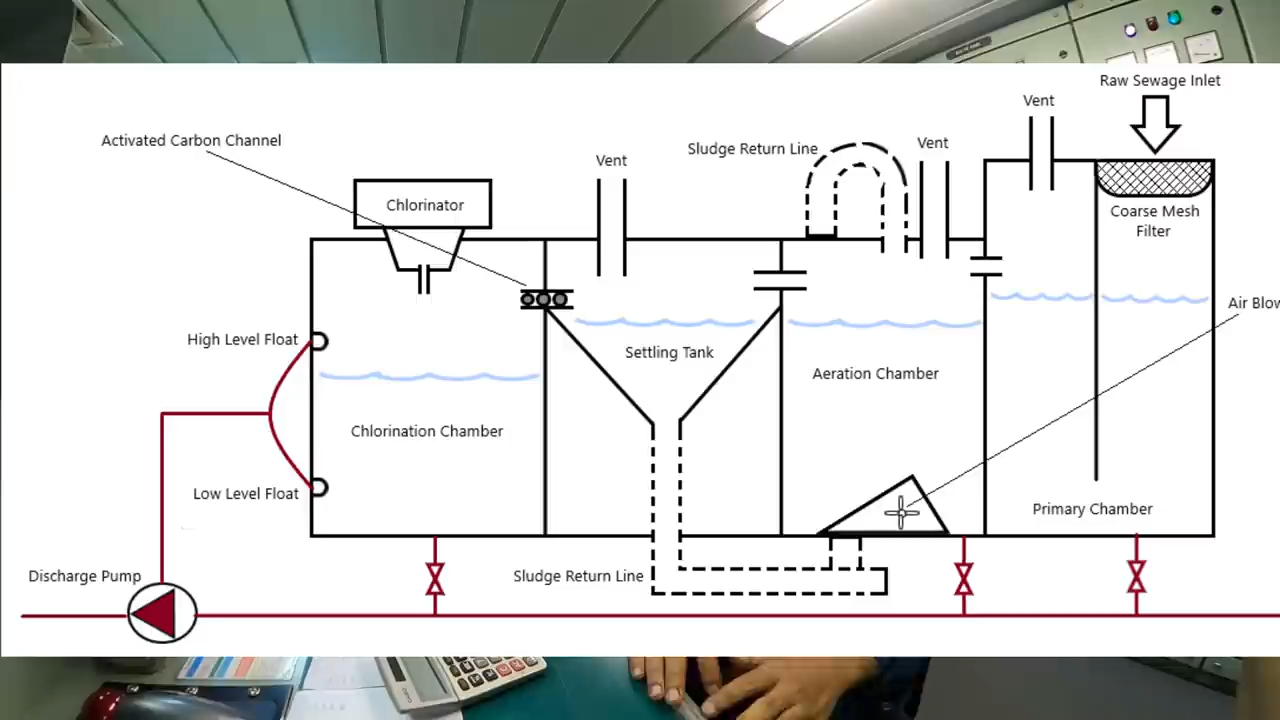 Raw Sewage Inlet
Vent
Activated Carbon Channel
Sludge Return Line
Vent
Vent
Chlorinator
Coarse Mesh
Filter
Air Blow
High Level Float
Settling Tank
Aeration Chamber
Chlorination Chamber
Low Level Float
Primary Chamber
Discharge Pump
Sludge Return Line